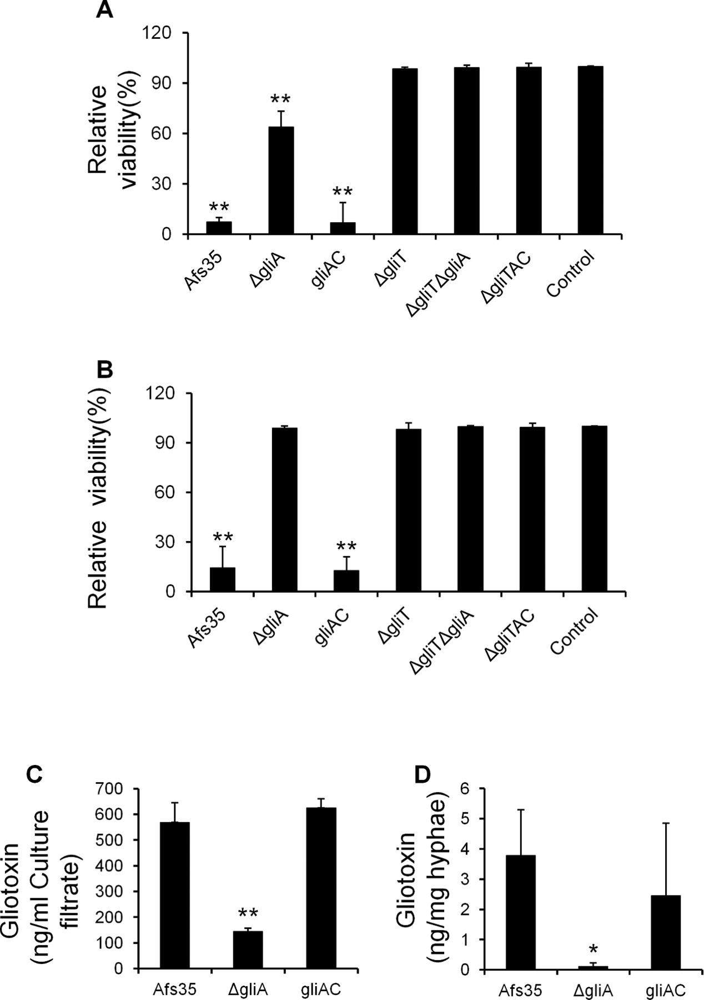 A
120
90
60
30
0
Relative
viability(%)
**
**
**
Afs35
ΔgliA
gliAC
ΔgliT
ΔgliTΔgliA
ΔgliTAC
Control
B
120
90
60
30
0
Relative viability(%)
**
**
Afs35
ΔgliA
gliAC
ΔgliT
ΔgliTΔgliA
ΔgliTAC
Control
C
700
600
500
400
300
200
100
0
Gliotoxin
(ng/ml Culture
filtrate)
**
Afs35
ΔgliA
gliAC
D
6
5
4
3
2
1
0
Gliotoxin
(ng/mg hyphae)
*
Afs35
ΔgliA
gliAC